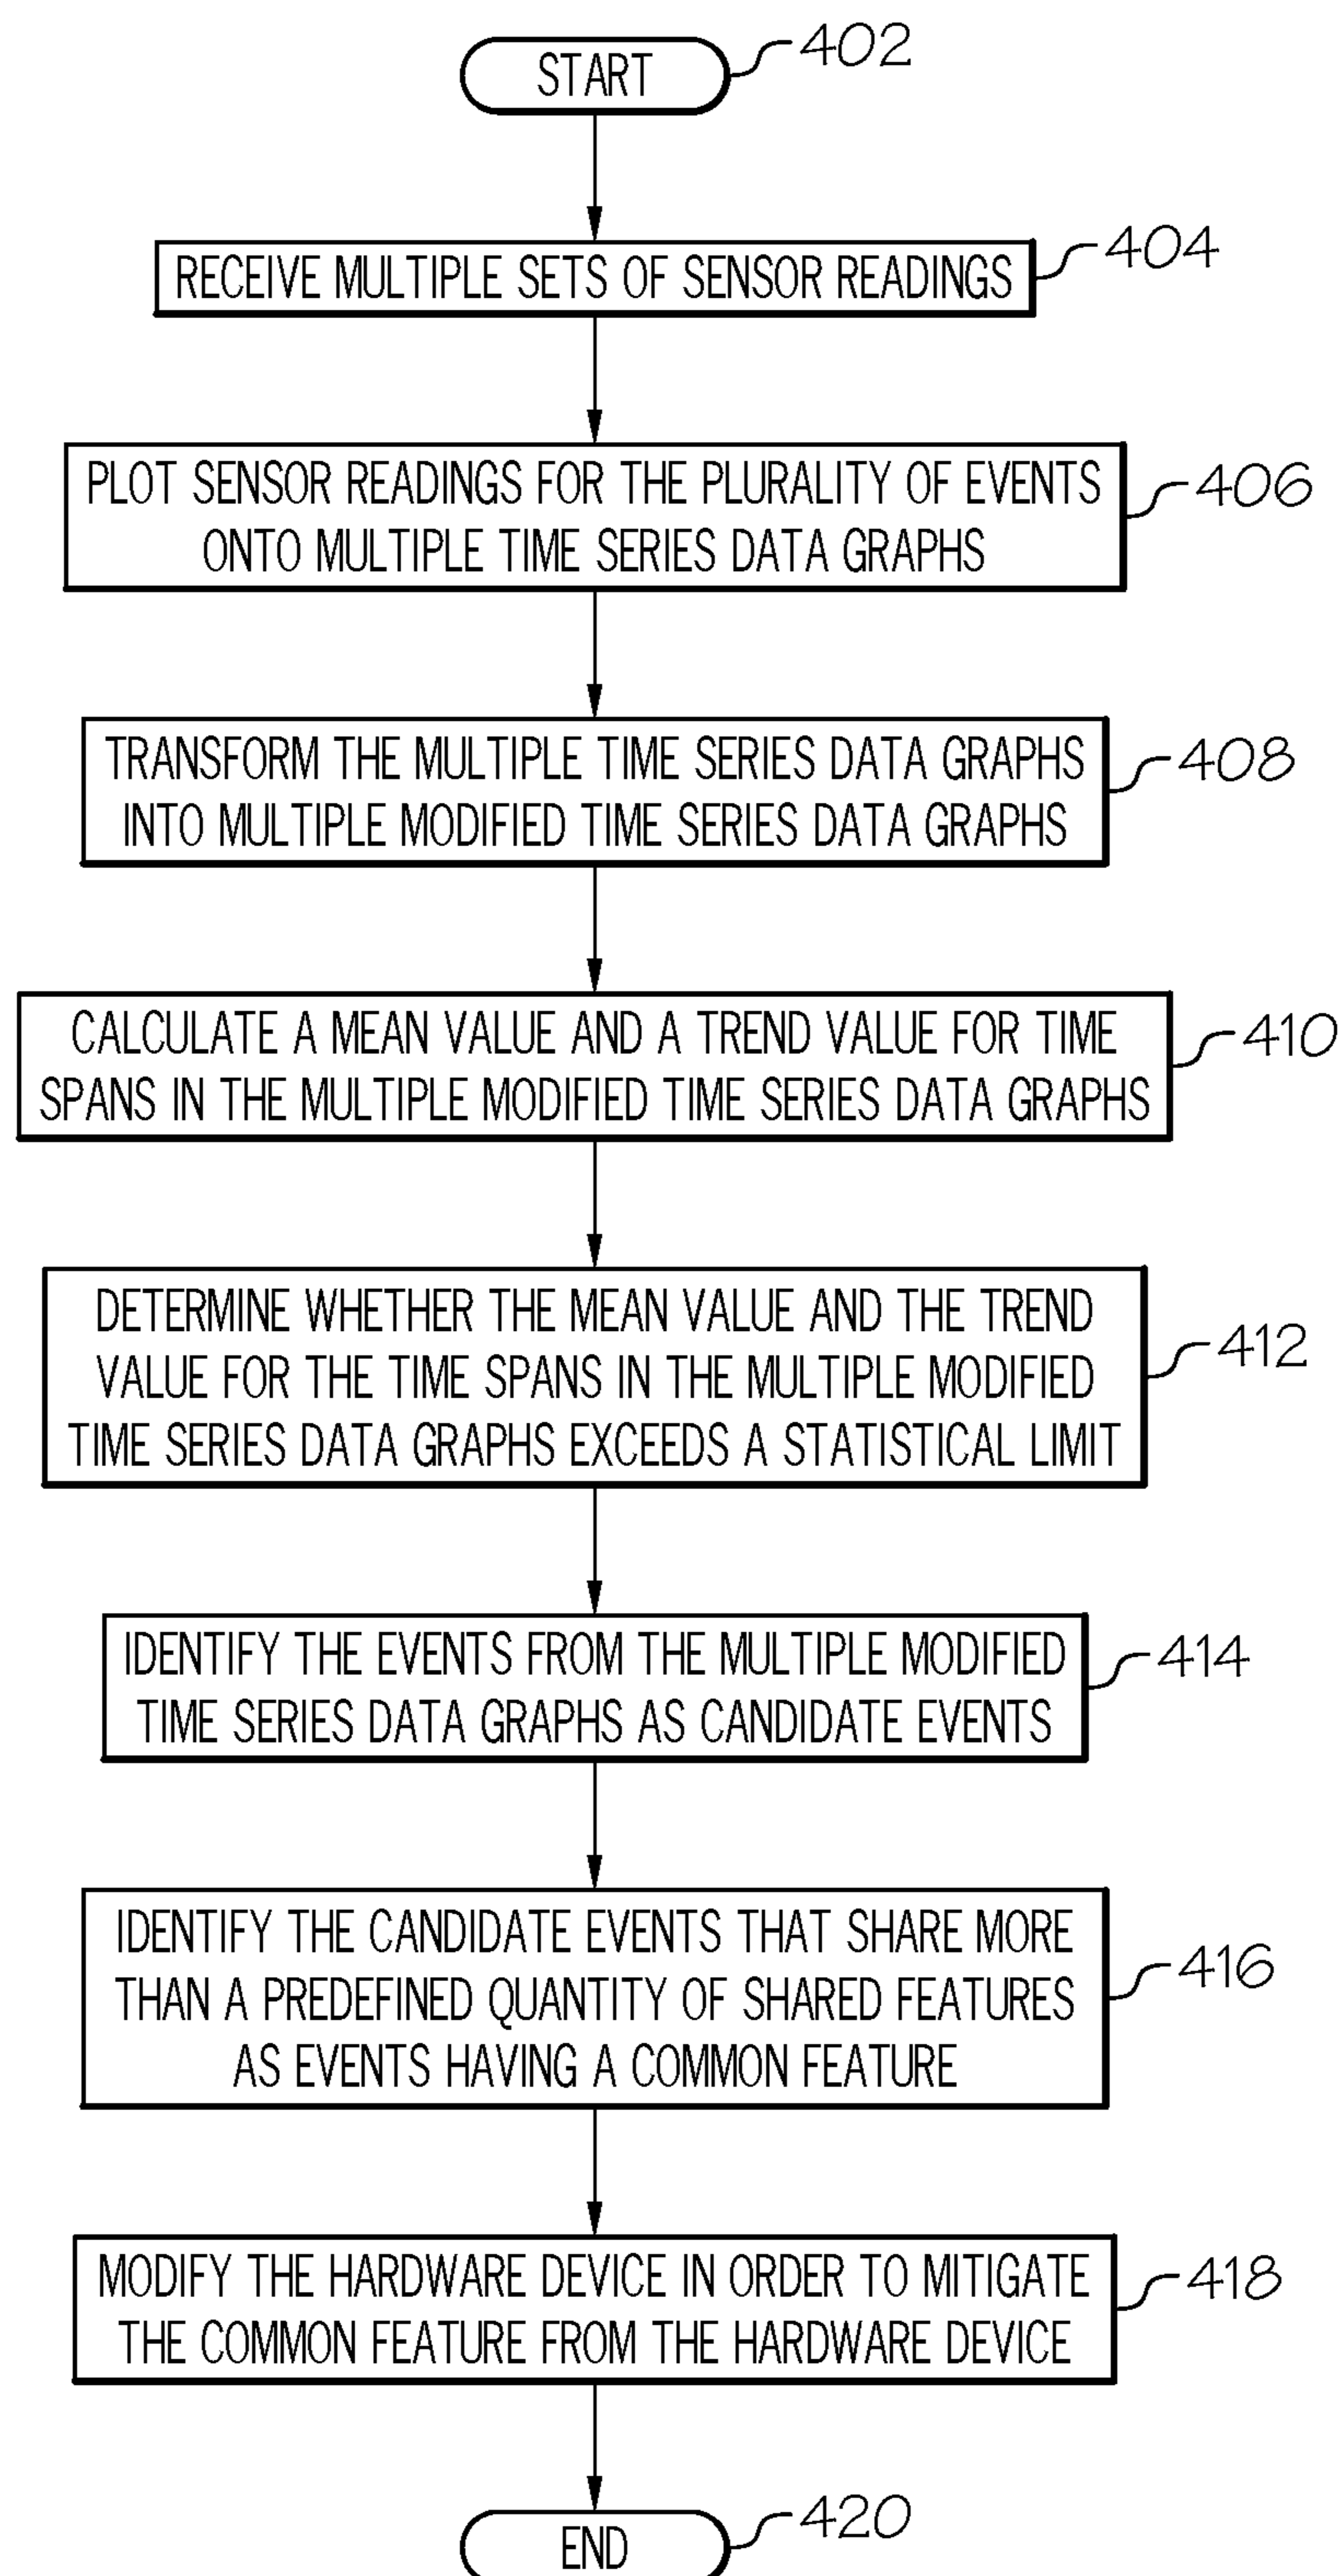 START
402
RECEIVE MULTIPLE SETS OF SENSOR READINGS
404
PLOT SENSOR READINGS FOR THE PLURALITY OF EVENTS
ONTO MULTIPLE TIME SERIES DATA GRAPHS
406
TRANSFORM THE MULTIPLE TIME SERIES DATA GRAPHS
INTO MULTIPLE MODIFIED TIME SERIES DATA GRAPHS
408
CALCULATE A MEAN VALUE AND A TREND VALUE FOR TIME
SPANS IN THE MULTIPLE MODIFIED TIME SERIES DATA GRAPHS
410
DETERMINE WHETHER THE MEAN VALUE AND THE TREND
VALUE FOR THE TIME SPANS IN THE MULTIPLE MODIFIED
TIME SERIES DATA GRAPHS EXCEEDS A STATISTICAL LIMIT
412
IDENTIFY THE EVENTS FROM THE MULTIPLE MODIFIED
TIME SERIES DATA GRAPHS AS CANDIDATE EVENTS
414
IDENTIFY THE CANDIDATE EVENTS THAT SHARE MORE
THAN A PREDEFINED QUANTITY OF SHARED FEATURES
AS EVENTS HAVING A COMMON FEATURE
416
MODIFY THE HARDWARE DEVICE IN ORDER TO MITIGATE
THE COMMON FEATURE FROM THE HARDWARE DEVICE
418
END
420